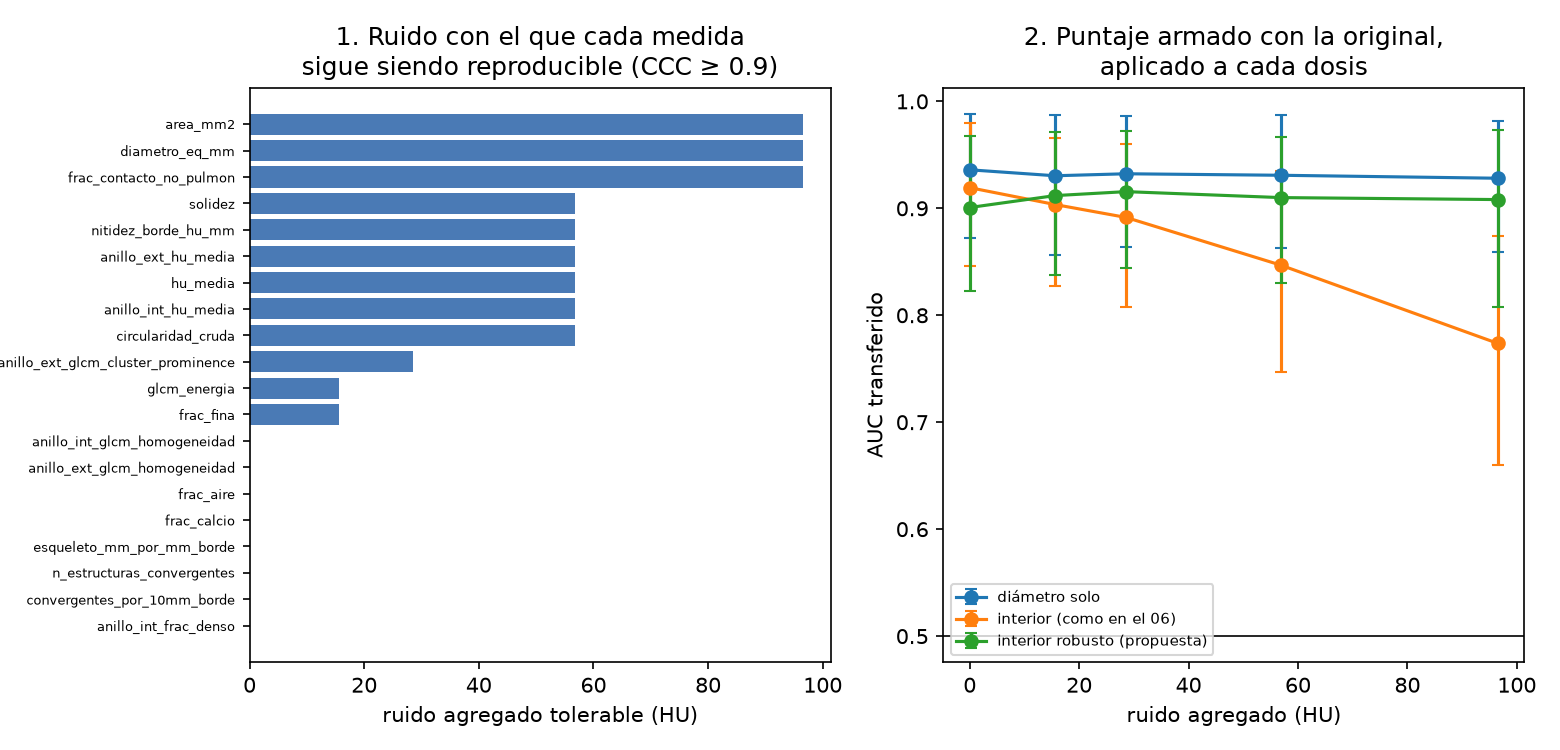 1. Ruido con el que cada medida
sigue siendo reproducible (CCC ≥ 0.9)
area_mm2
diametro_eq_mm
frac_contacto_no_pulmon
solidez
nitidez_borde_hu_mm
anillo_ext_hu_media
hu_media
anillo_int_hu_media
circularidad_cruda
anillo_ext_glcm_cluster_prominence
glcm_energia
frac_fina
anillo_int_glcm_homogeneidad
anillo_ext_glcm_homogeneidad
frac_aire
frac_calcio
esqueleto_mm_por_mm_borde
n_estructuras_convergentes
convergentes_por_10mm_borde
anillo_int_frac_denso
0 20 40 60 80 100
ruido agregado tolerable (HU)
2. Puntaje armado con la original,
aplicado a cada dosis
AUC transferido
1.0
0.9
0.8
0.7
0.6
0.5
diámetro solo
interior (como en el 06)
interior robusto (propuesta)
0 20 40 60 80 100
ruido agregado (HU)